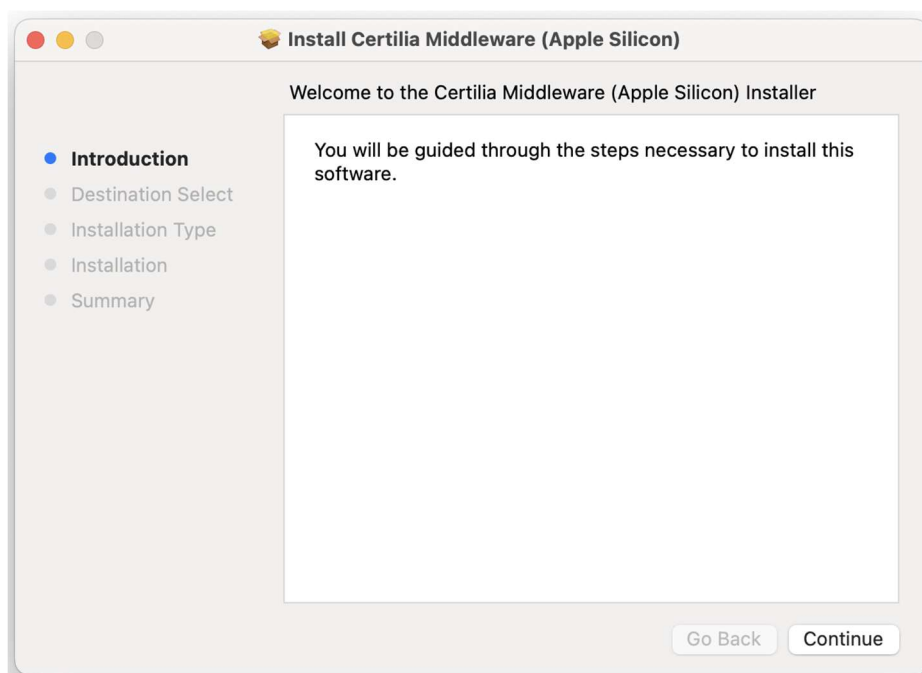 Install Certilia Middleware (Apple Silicon)
Welcome to the Certilia Middleware (Apple Silicon) Installer
Introduction
Destination Select
Installation Type
Installation
Summary
You will be guided through the steps necessary to install this
software.
Go Back
Continue